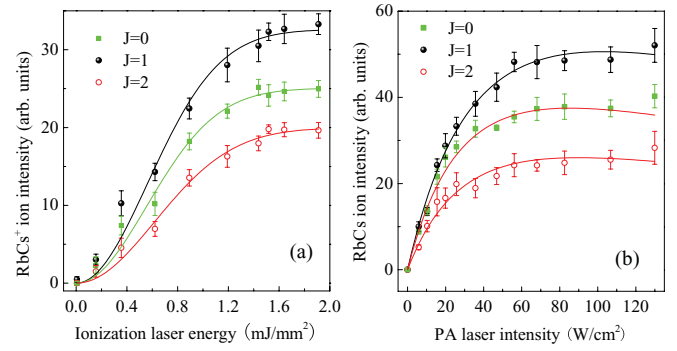 RbCs⁺ ion intensity (arb. units)
30
20
10
0
J=0
J=1
J=2
(a)
0.0 0.4 0.8 1.2 1.6 2.0
Ionization laser energy (mJ/mm²)
RbCs ion intensity (arb. units)
60
40
20
0
J=0
J=1
J=2
(b)
0 20 40 60 80 100 120
PA laser intensity (W/cm²)